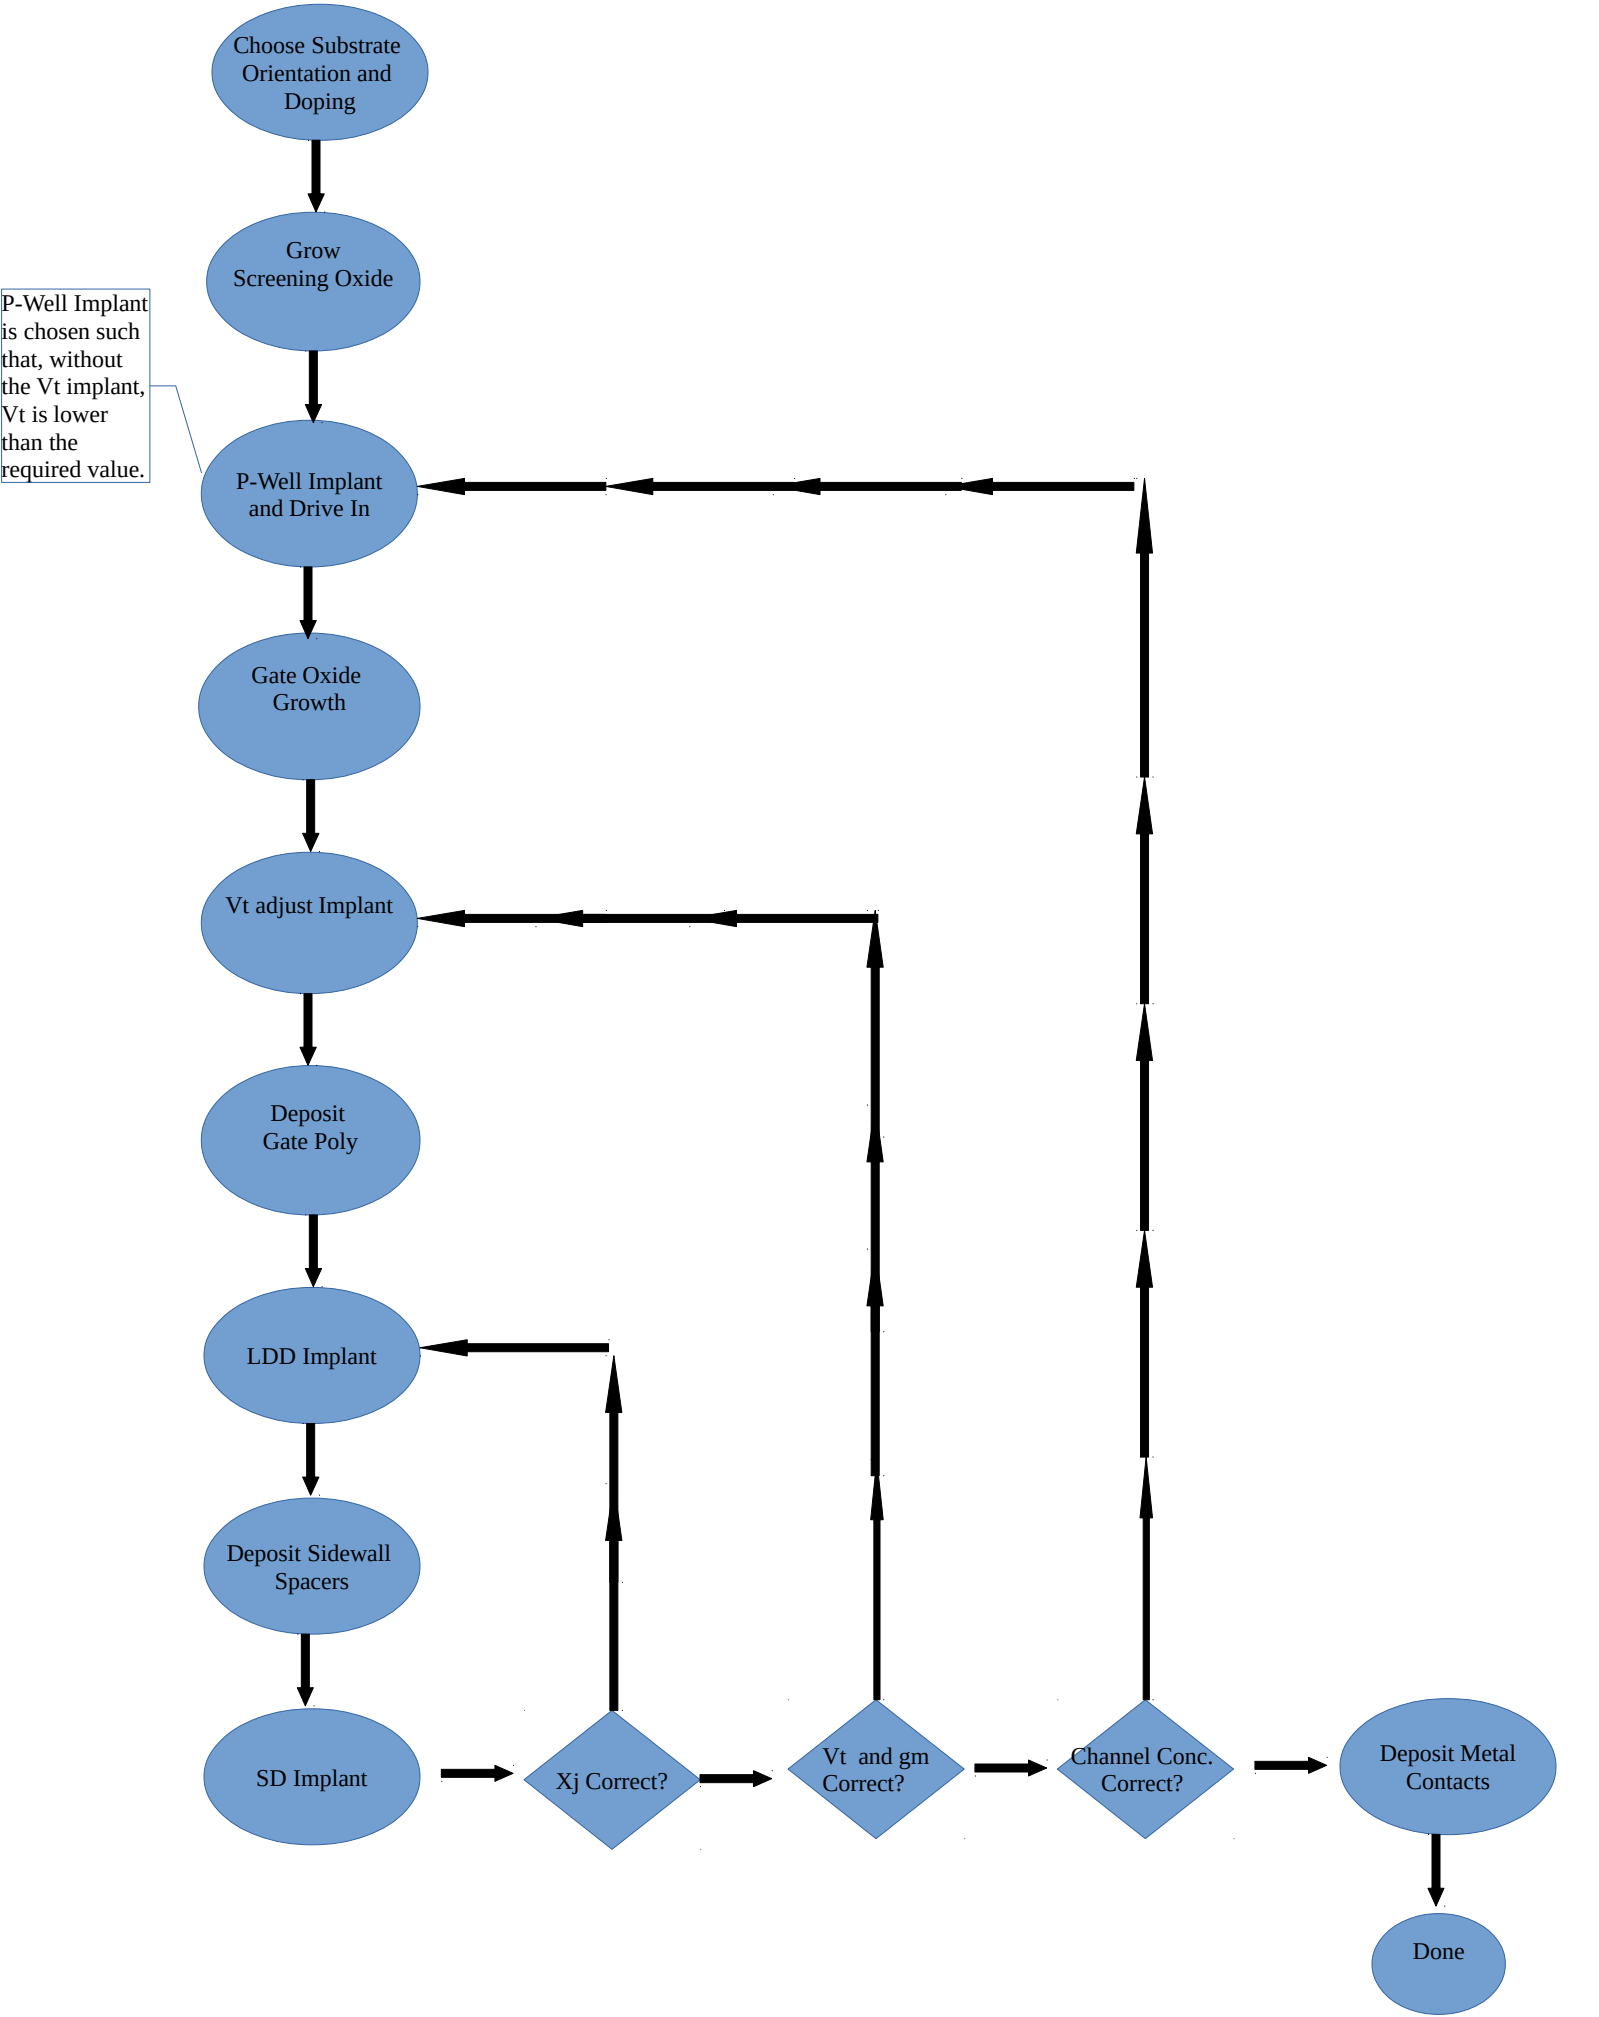 Choose Substrate
Orientation and
Doping
Grow
Screening Oxide
P-Well Implant
is chosen such
that, without
the Vt implant,
Vt is lower
than the
required value.
P-Well Implant
and Drive In
Gate Oxide
Growth
Vt adjust Implant
Deposit
Gate Poly
LDD Implant
Deposit Sidewall
Spacers
SD Implant
Xj Correct?
Vt  and gm
Correct?
Channel Conc.
Correct?
Deposit Metal
Contacts
Done